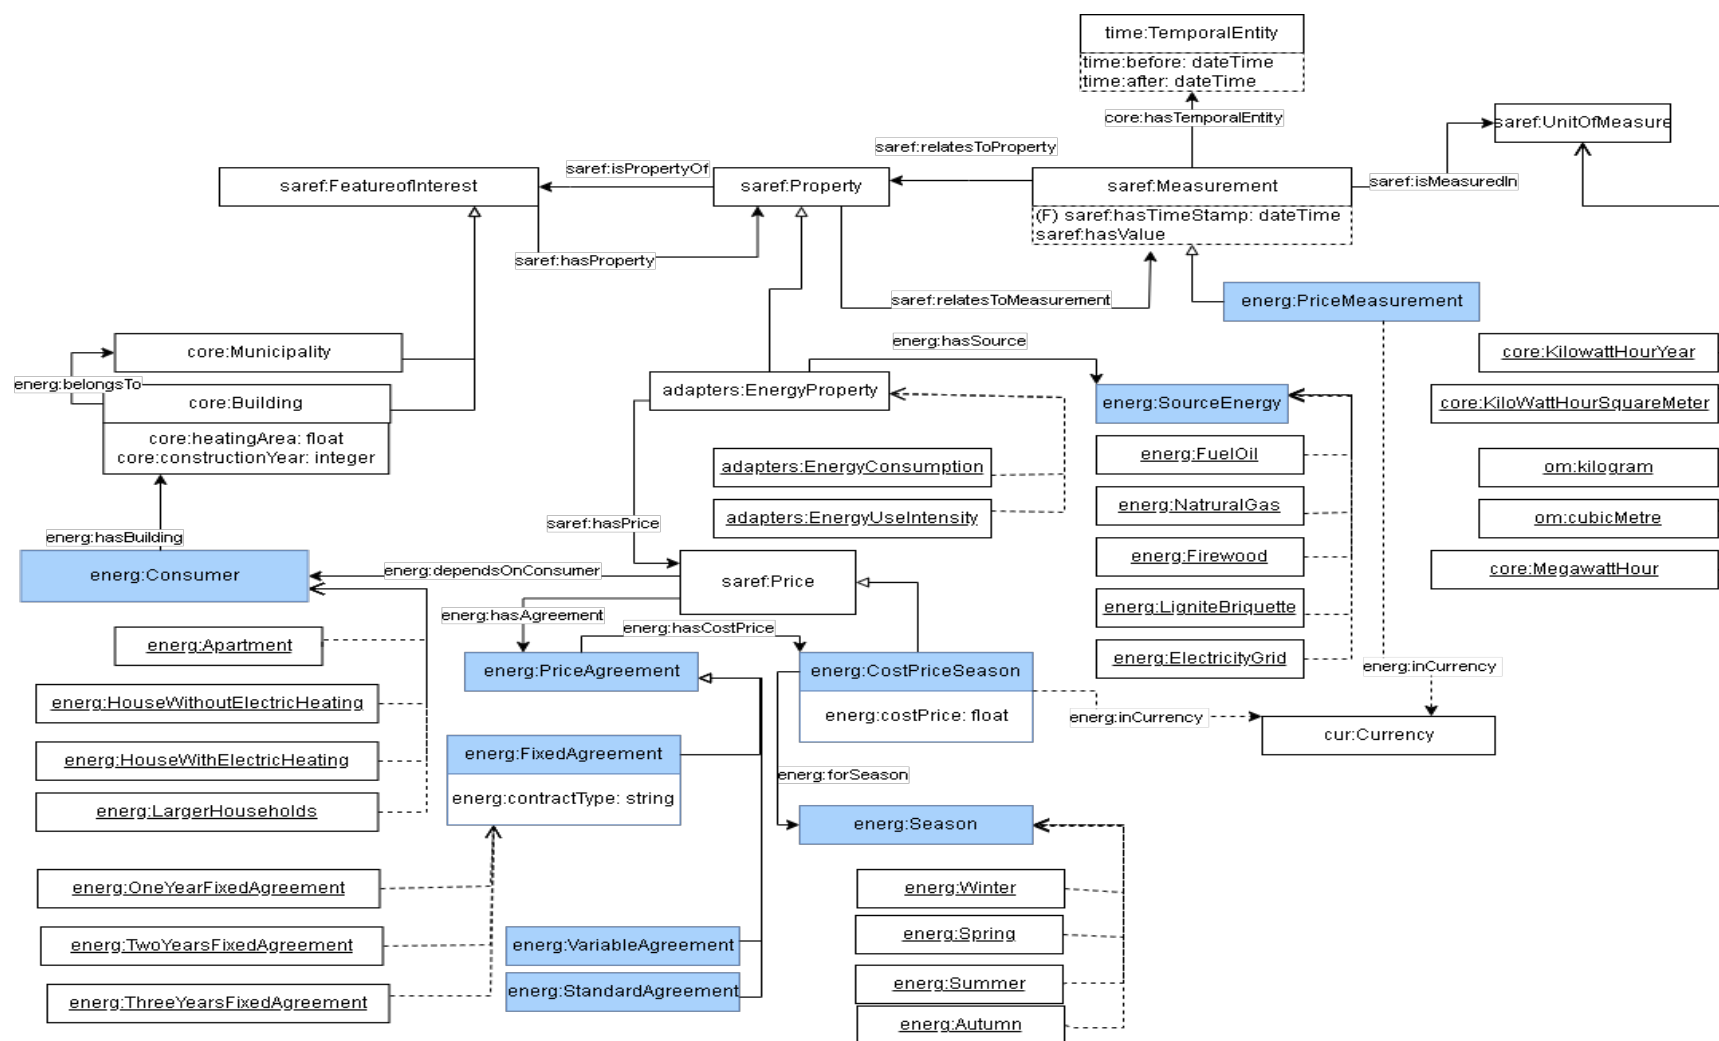 time:TemporalEntity
time:before: dateTime
time:after: dateTime
core:hasTemporalEntity
saref:UnitOfMeasure
saref:relatesToProperty
saref:isPropertyOf
saref:FeatureofInterest
saref:Property
saref:Measurement
saref:isMeasuredIn
(F) saref:hasTimeStamp: dateTime
saref:hasValue
saref:hasProperty
saref:relatesToMeasurement
energ:PriceMeasurement
energ:hasSource
core:Municipality
core:KilowattHourYear
energ:belongsTo
adapters:EnergyProperty
core:Building
energ:SourceEnergy
core:KiloWattHourSquareMeter
core:heatingArea: float
core:constructionYear: integer
energ:FuelOil
adapters:EnergyConsumption
om:kilogram
energ:NatruralGas
adapters:EnergyUseIntensity
om:cubicMetre
saref:hasPrice
energ:hasBuilding
energ:Firewood
energ:Consumer
energ:dependsOnConsumer
saref:Price
core:MegawattHour
energ:LigniteBriquette
energ:hasAgreement
energ:hasCostPrice
energ:Apartment
energ:ElectricityGrid
energ:inCurrency
energ:PriceAgreement
energ:CostPriceSeason
energ:HouseWithoutElectricHeating
energ:costPrice: float
energ:inCurrency
cur:Currency
energ:FixedAgreement
energ:HouseWithElectricHeating
energ:forSeason
energ:contractType: string
energ:LargerHouseholds
energ:Season
energ:OneYearFixedAgreement
energ:Winter
energ:Spring
energ:TwoYearsFixedAgreement
energ:VariableAgreement
energ:Summer
energ:StandardAgreement
energ:ThreeYearsFixedAgreement
energ:Autumn